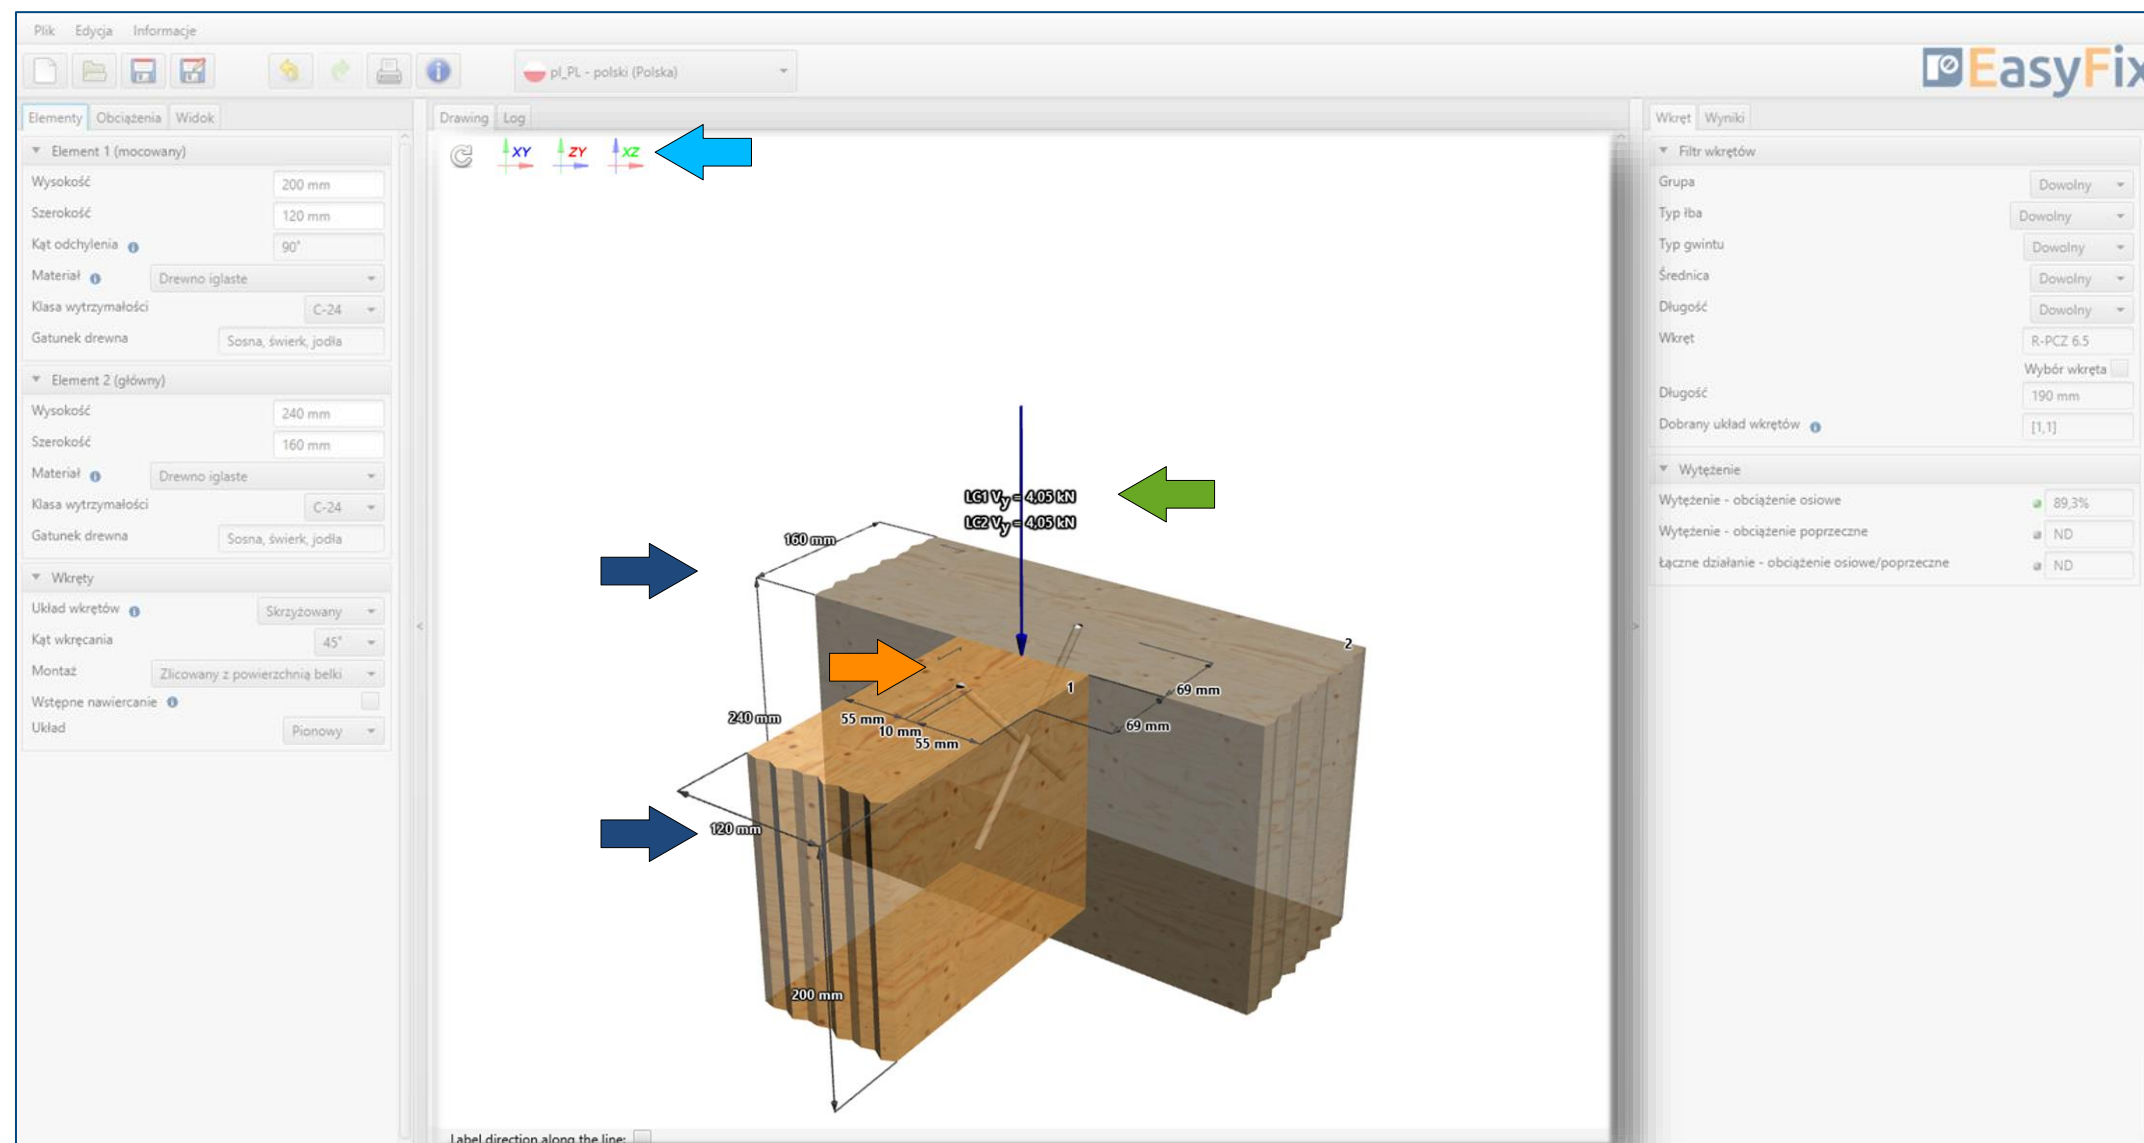 Plik Edycja Informacje
pl_PL - polski (Polska)
EasyFix
Elementy Obciążenia Widok
Element 1 (mocowany)
Wysokość 200 mm
Szerokość 120 mm
Kąt odchylenia 90°
Materiał Drewno iglaste
Klasa wytrzymałości C-24
Gatunek drewna Sosna, świerk, jodła
Element 2 (główny)
Wysokość 240 mm
Szerokość 160 mm
Materiał Drewno iglaste
Klasa wytrzymałości C-24
Gatunek drewna Sosna, świerk, jodła
Wkręty
Układ wkrętów Skrzyżowany
Kąt wkręcania 45°
Montaż Zlicowany z powierzchnią belki
Wstępne nawiercanie
Układ Pionowy
Drawing Log
XY ZY XZ
LC1 Vy = 4,05 kN
LC2 Vy = 4,05 kN
160 mm
2
1
69 mm
240 mm
55 mm
69 mm
10 mm
55 mm
120 mm
200 mm
Label direction along the line:
Wkręt Wyniki
Filtr wkrętów
Grupa Dowolny
Typ łba Dowolny
Typ gwintu Dowolny
Średnica Dowolny
Długość Dowolny
Wkręt R-PCZ 6.5
Wybór wkręta
Długość 190 mm
Dobrany układ wkrętów [1,1]
Wytężenie
Wytężenie - obciążenie osiowe 89,3%
Wytężenie - obciążenie poprzeczne ND
Łączne działanie - obciążenie osiowe/poprzeczne ND